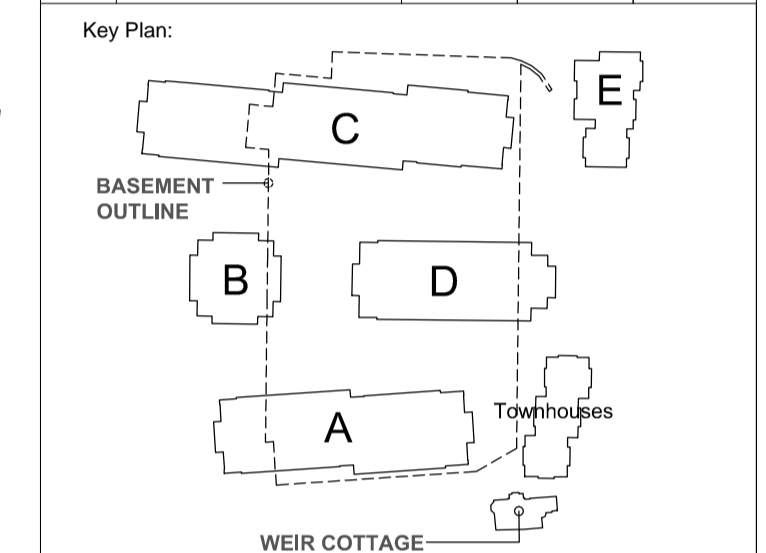 Key Plan:
E
C
BASEMENT
OUTLINE
B
D
Townhouses
A
WEIR COTTAGE